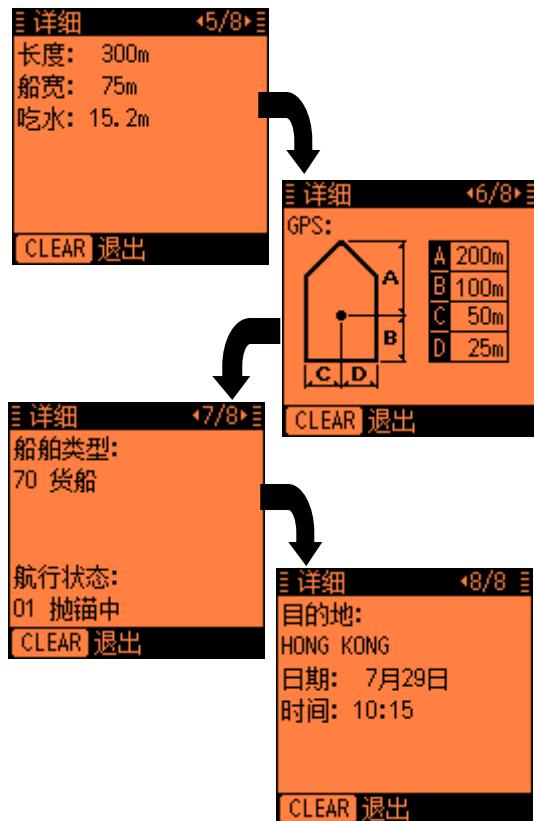 详细 5/8
长度: 300m
船宽: 75m
吃水: 15.2m
CLEAR 退出
详细 6/8
GPS:
A 200m
B 100m
C 50m
D 25m
A
B
C D
CLEAR 退出
详细 7/8
船舶类型:
70 货船
航行状态:
01 抛锚中
CLEAR 退出
详细 8/8
目的地:
HONG KONG
日期: 7月29日
时间: 10:15
CLEAR 退出